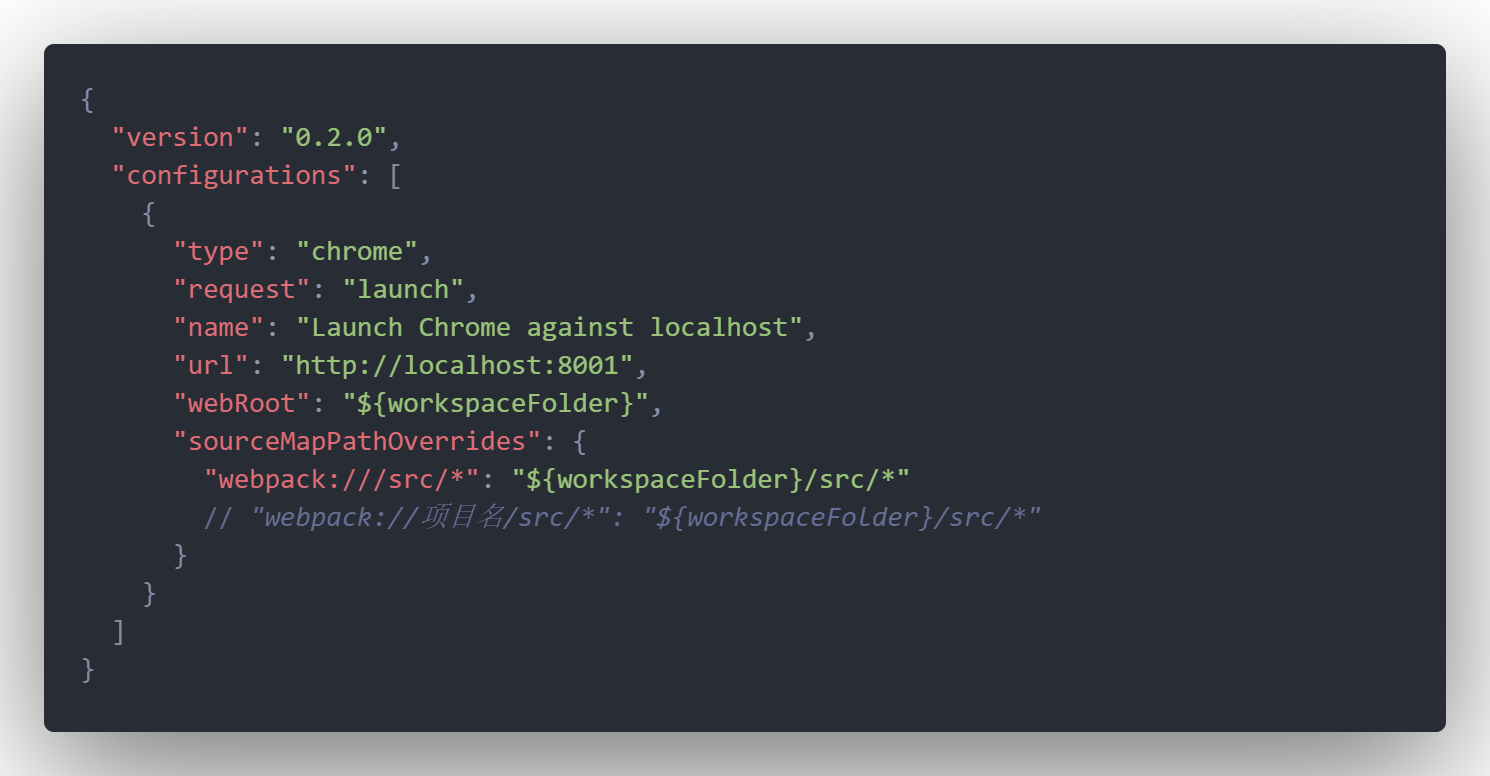 {
  "version": "0.2.0",
  "configurations": [
    {
      "type": "chrome",
      "request": "launch",
      "name": "Launch Chrome against localhost",
      "url": "http://localhost:8001",
      "webRoot": "${workspaceFolder}",
      "sourceMapPathOverrides": {
        "webpack:///src/*": "${workspaceFolder}/src/*"
        // "webpack://项目名/src/*": "${workspaceFolder}/src/*"
      }
    }
  ]
}